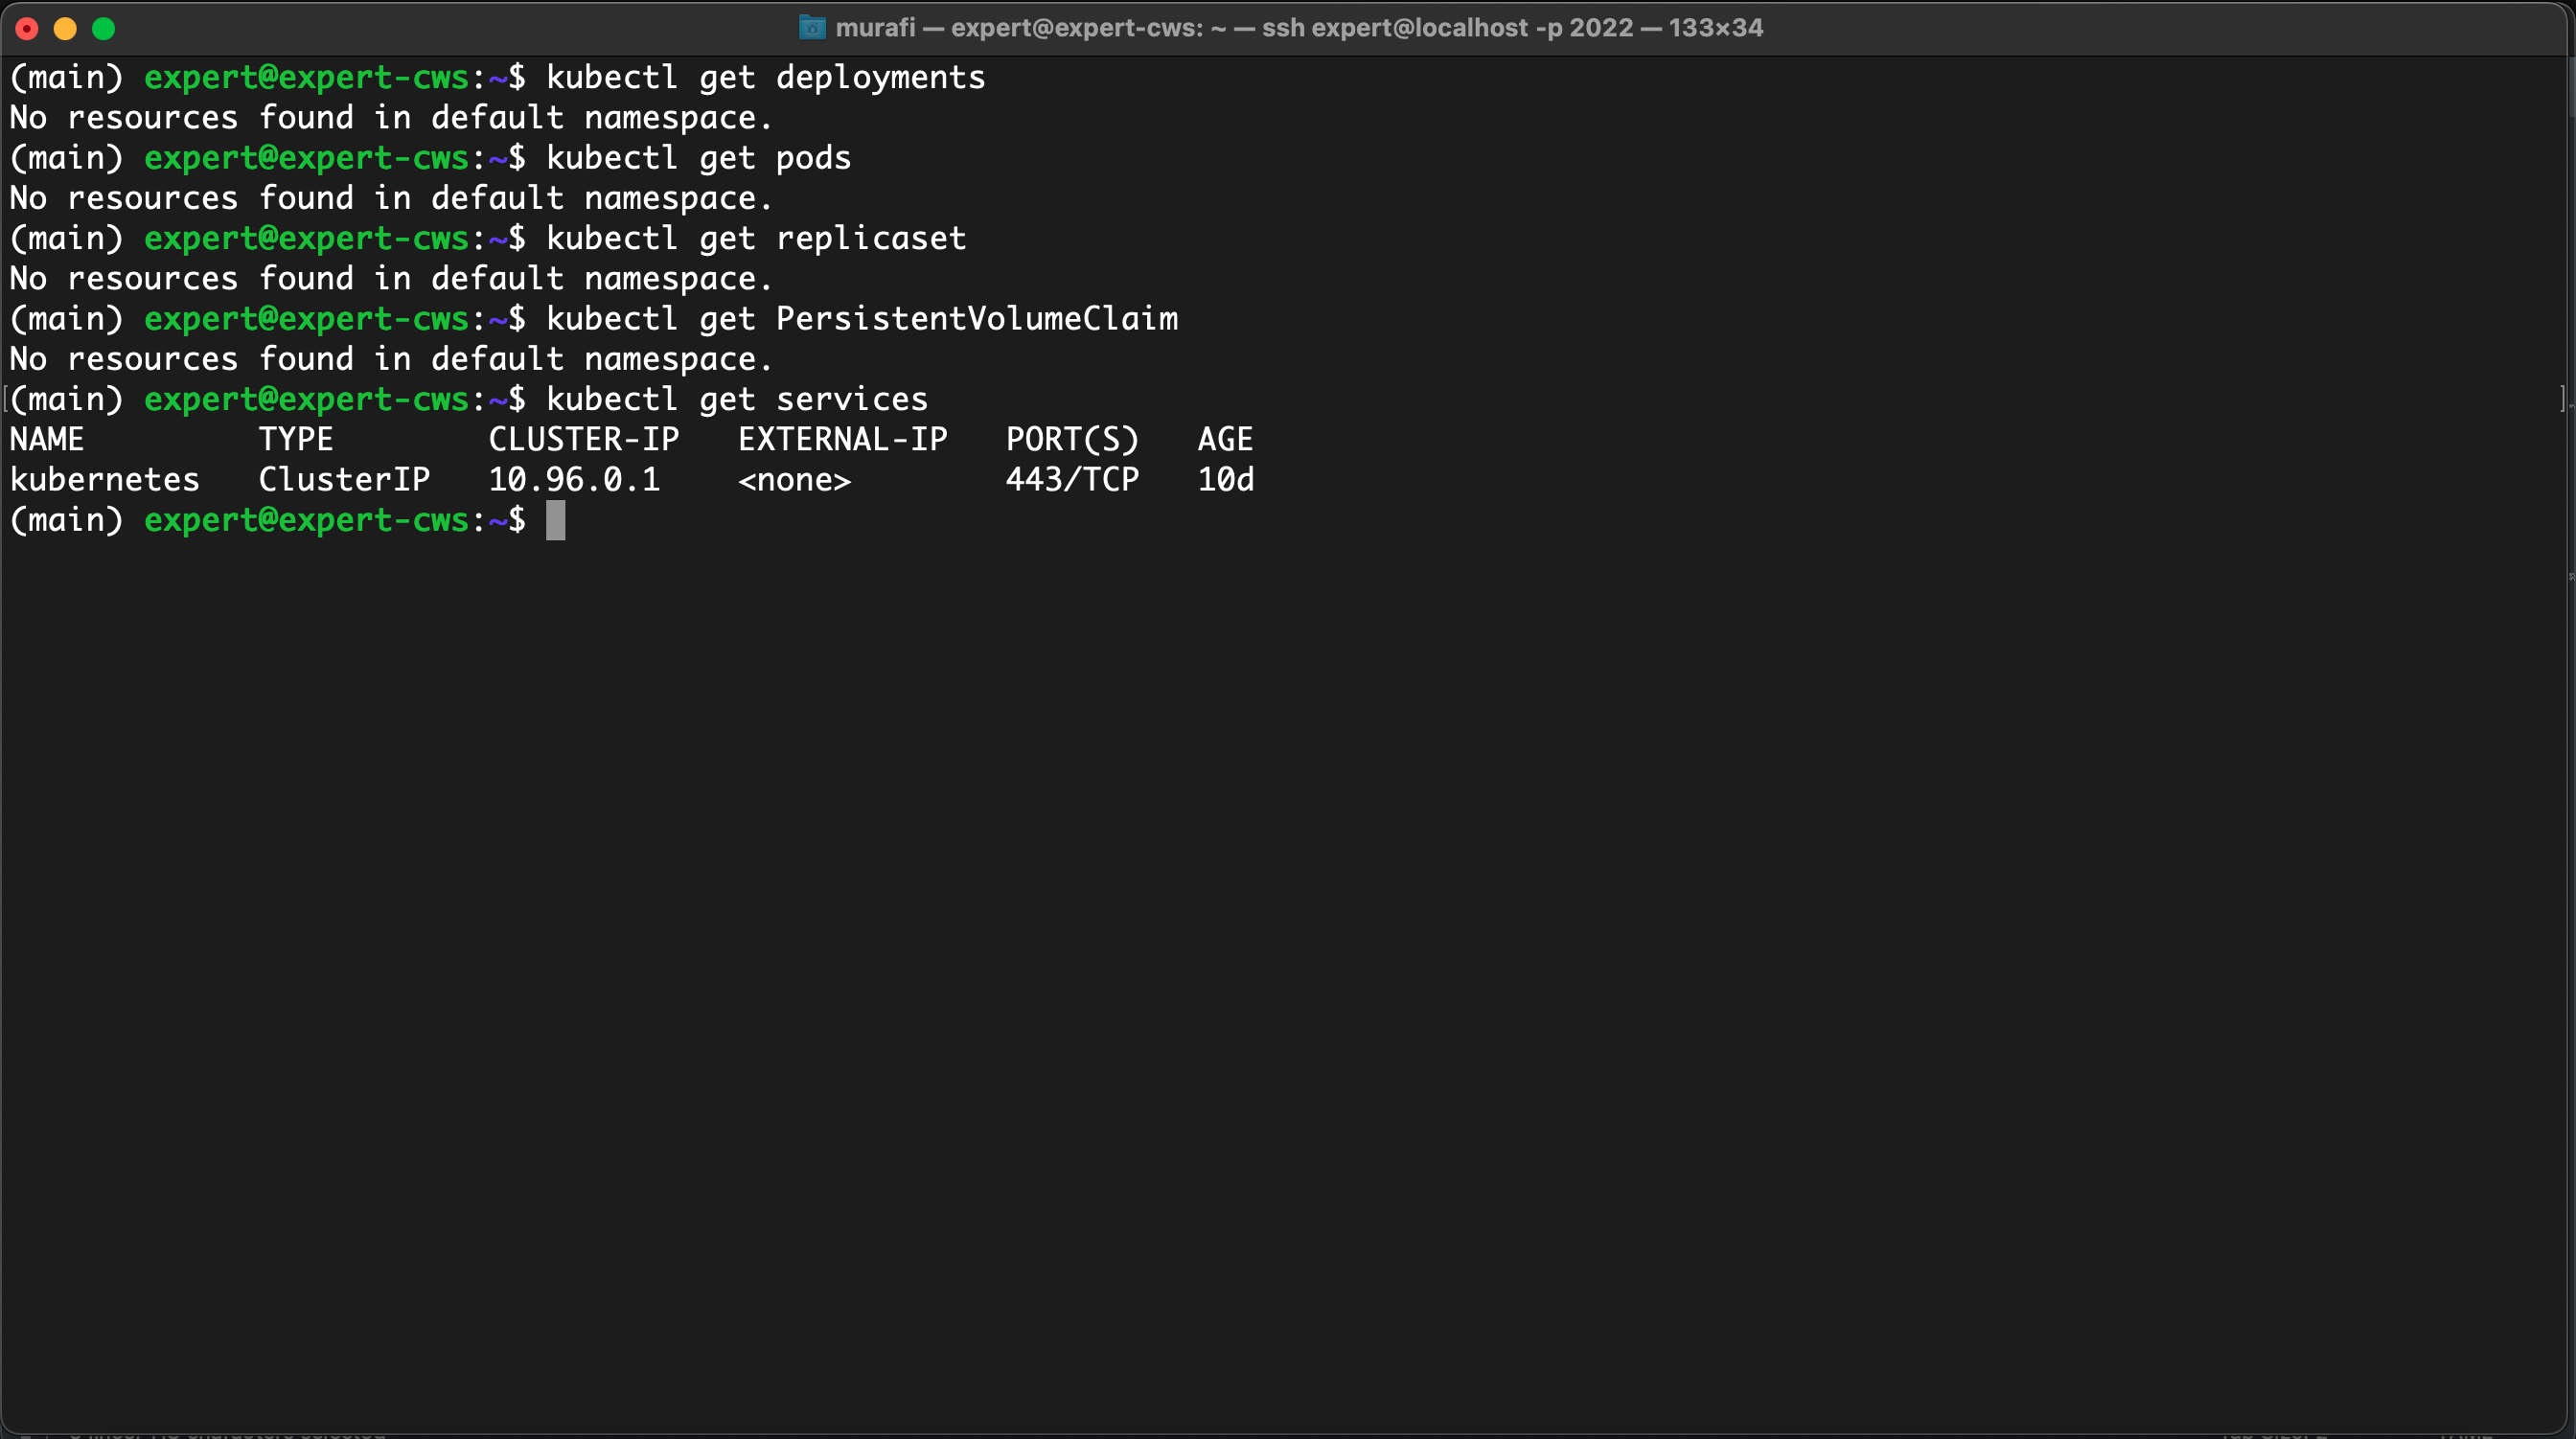 murafi — expert@expert-cws: ~ — ssh expert@localhost -p 2022 — 133×34
(main) expert@expert-cws:~$ kubectl get deployments
No resources found in default namespace.
(main) expert@expert-cws:~$ kubectl get pods
No resources found in default namespace.
(main) expert@expert-cws:~$ kubectl get replicaset
No resources found in default namespace.
(main) expert@expert-cws:~$ kubectl get PersistentVolumeClaim
No resources found in default namespace.
[(main) expert@expert-cws:~$ kubectl get services ]
NAME TYPE CLUSTER-IP EXTERNAL-IP PORT(S) AGE
kubernetes ClusterIP 10.96.0.1 <none> 443/TCP 10d
(main) expert@expert-cws:~$